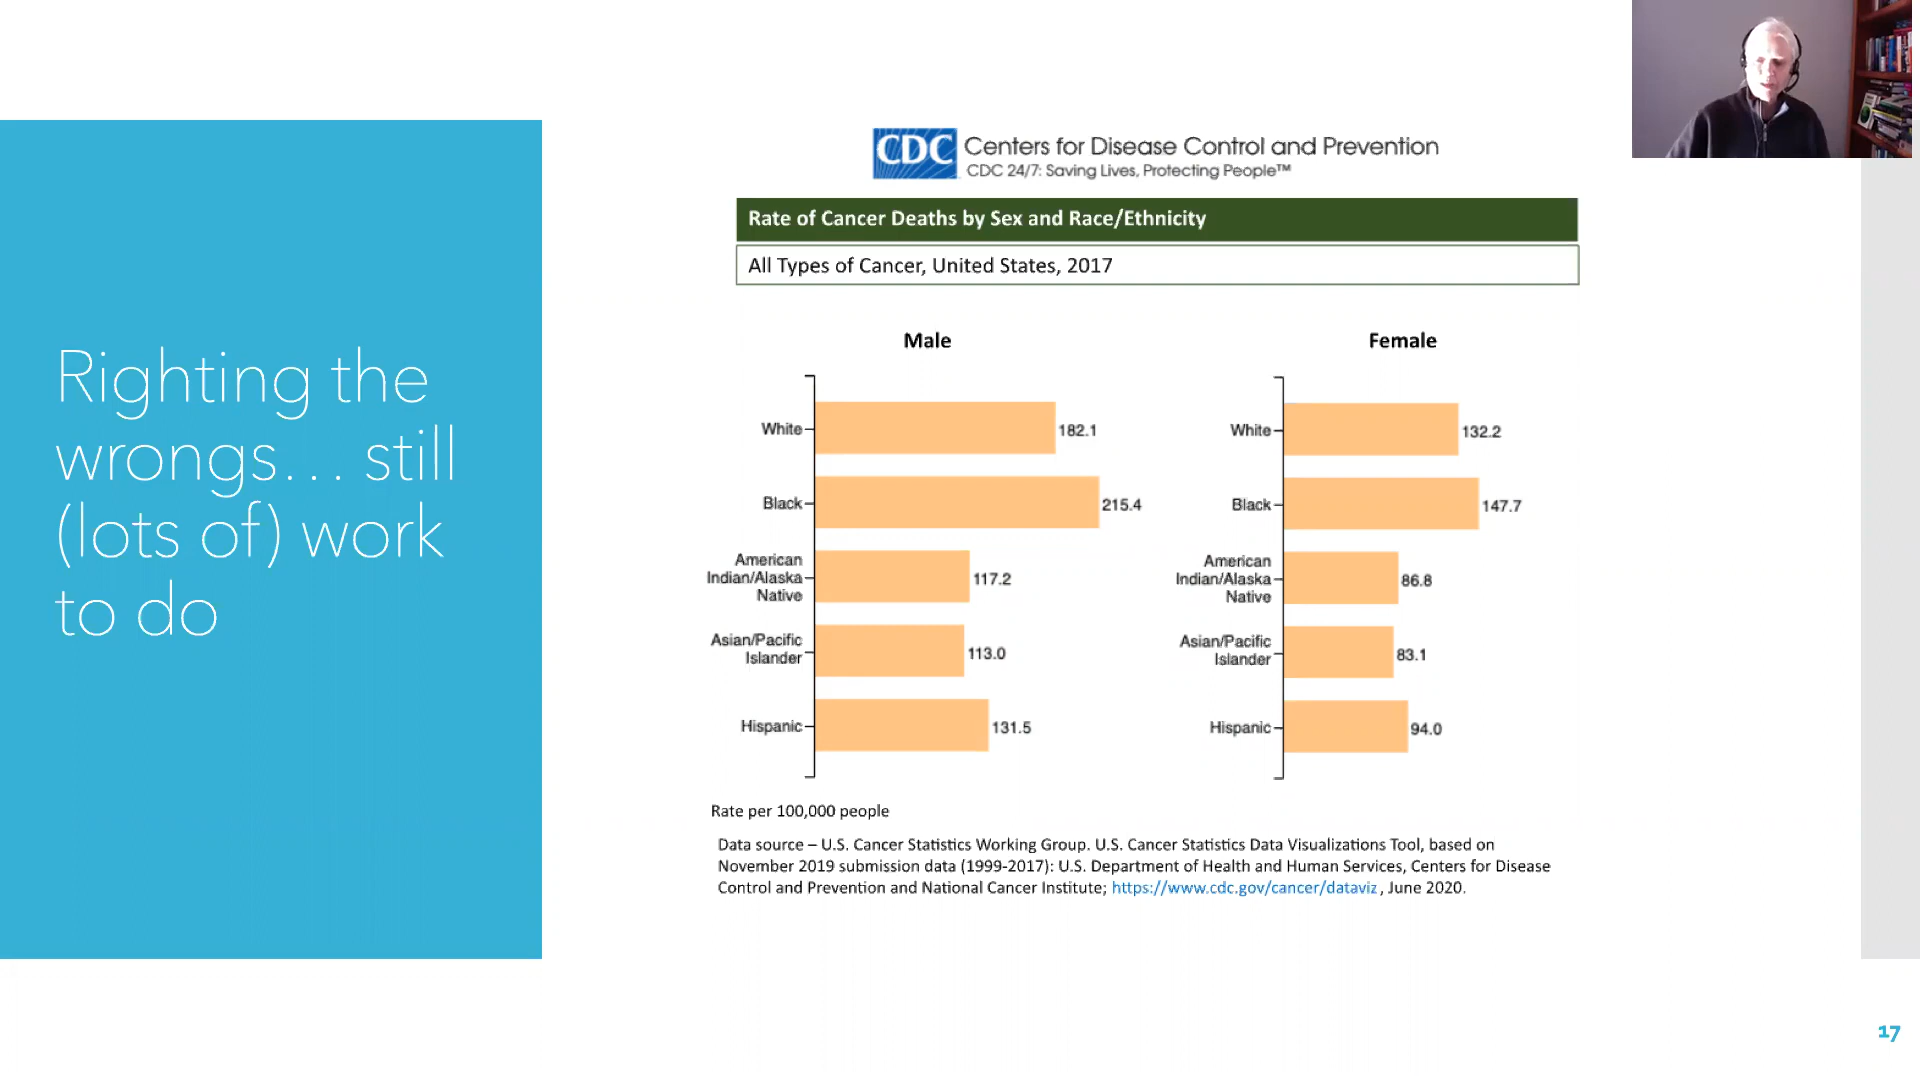 Righting the
wrongs... still
(lots of) work
to do
CDC Centers for Disease Control and Prevention
CDC 24/7: Saving Lives, Protecting People™
Rate of Cancer Deaths by Sex and Race/Ethnicity
All Types of Cancer, United States, 2017
Male
White 182.1
Black 215.4
American
Indian/Alaska 117.2
Native
Asian/Pacific
Islander 113.0
Hispanic 131.5
Female
White 132.2
Black 147.7
American
Indian/Alaska 86.8
Native
Asian/Pacific
Islander 83.1
Hispanic 94.0
Rate per 100,000 people
Data source – U.S. Cancer Statistics Working Group. U.S. Cancer Statistics Data Visualizations Tool, based on
November 2019 submission data (1999-2017): U.S. Department of Health and Human Services, Centers for Disease
Control and Prevention and National Cancer Institute; https://www.cdc.gov/cancer/dataviz , June 2020.
17